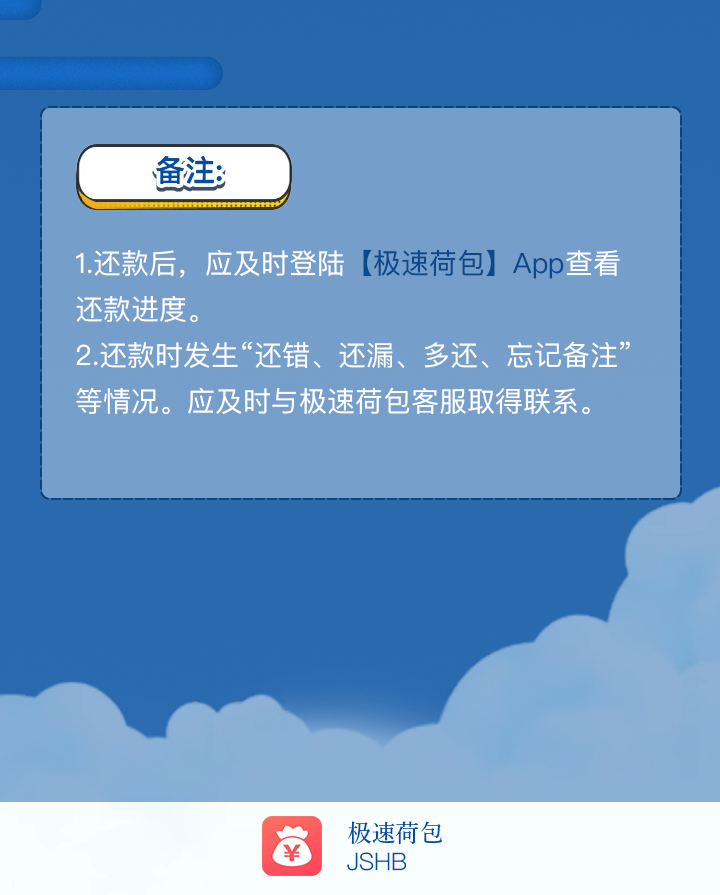 备注:
1.还款后，应及时登陆【极速荷包】App查看
还款进度。
2.还款时发生“还错、还漏、多还、忘记备注”
等情况。应及时与极速荷包客服取得联系。
极速荷包
JSHB